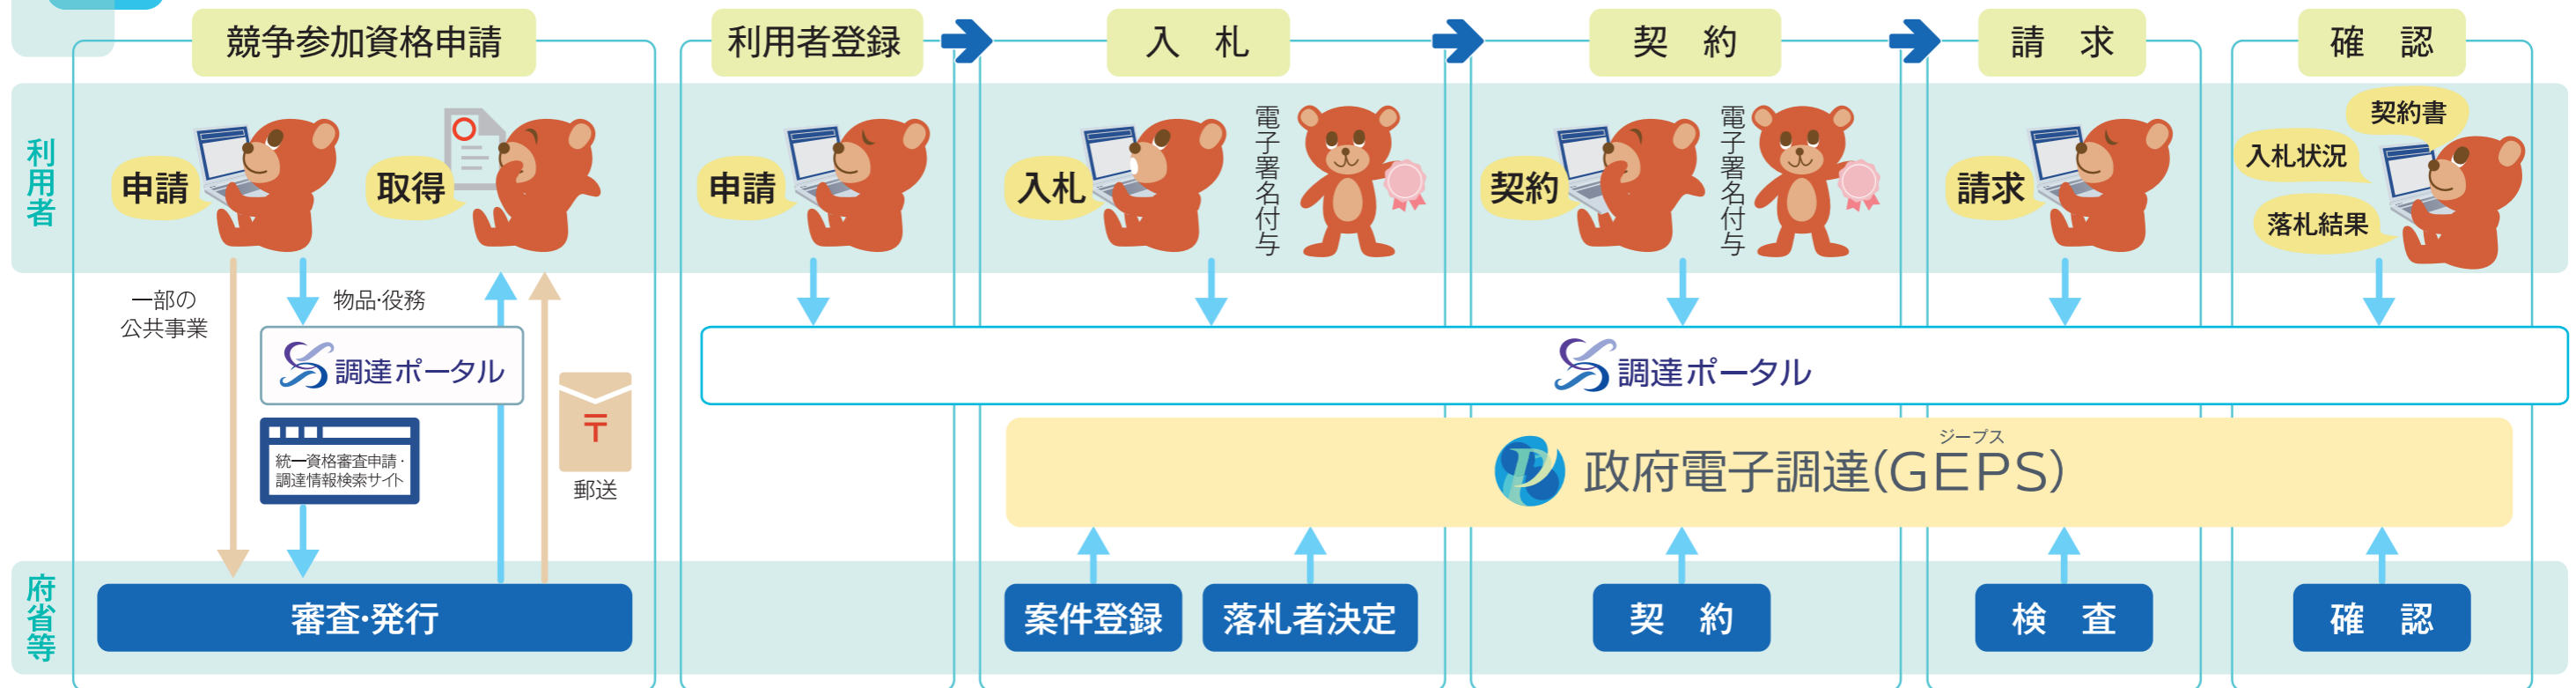 競争参加資格申請
利用者登録
入 札
契 約
請 求
確 認
利用者
申請
取得
申請
入札
電子署名付与
契約
電子署名付与
請求
契約書
入札状況
落札結果
一部の
公共事業
物品・役務
調達ポータル
統一資格審査申請・
調達情報検索サイト
〒
郵送
調達ポータル
ジープス
政府電子調達(GEPS)
府省等
審査・発行
案件登録
落札者決定
契 約
検 査
確 認